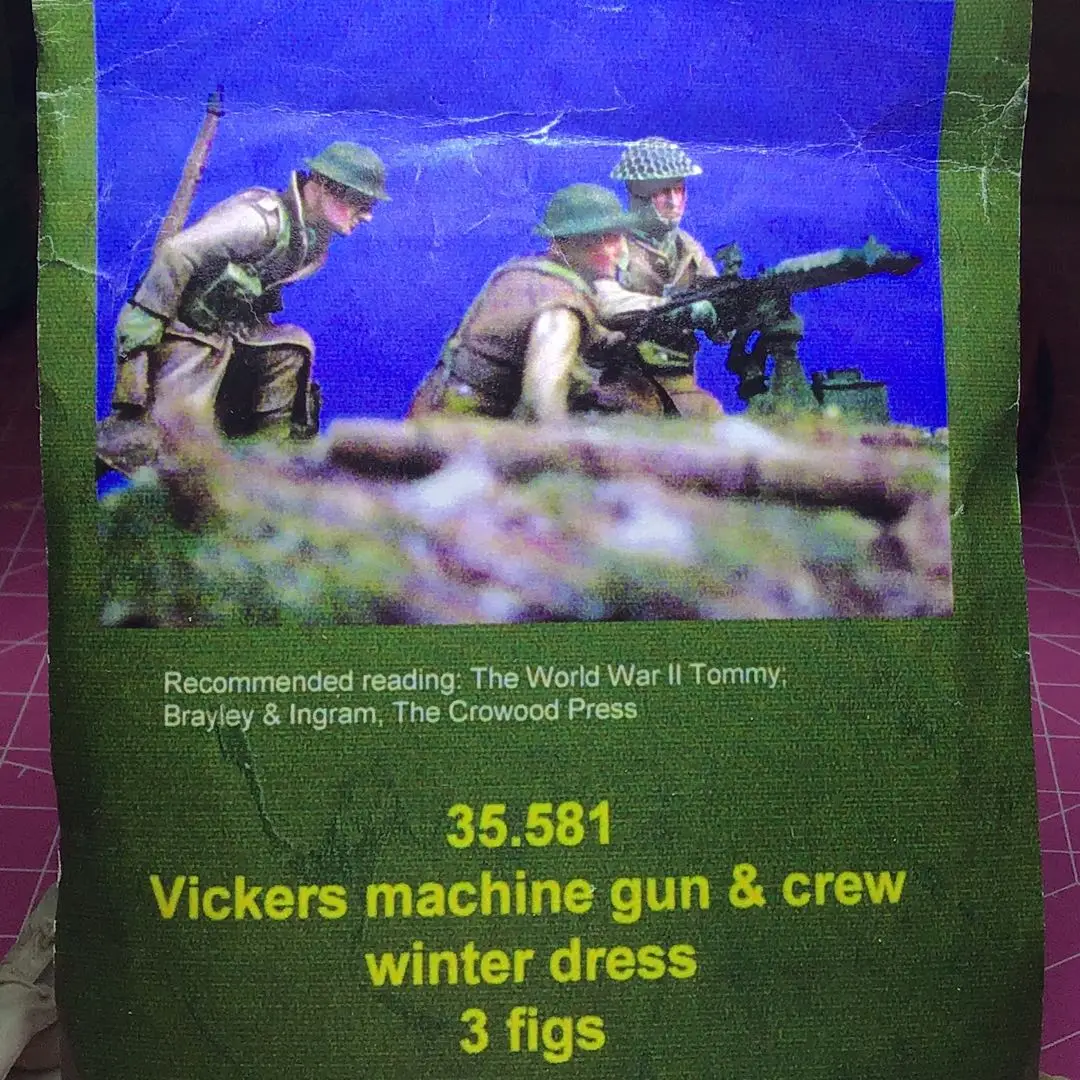 Recommended reading: The World War II Tommy;
Brayley & Ingram, The Crowood Press
35.581
Vickers machine gun & crew
winter dress
3 figs